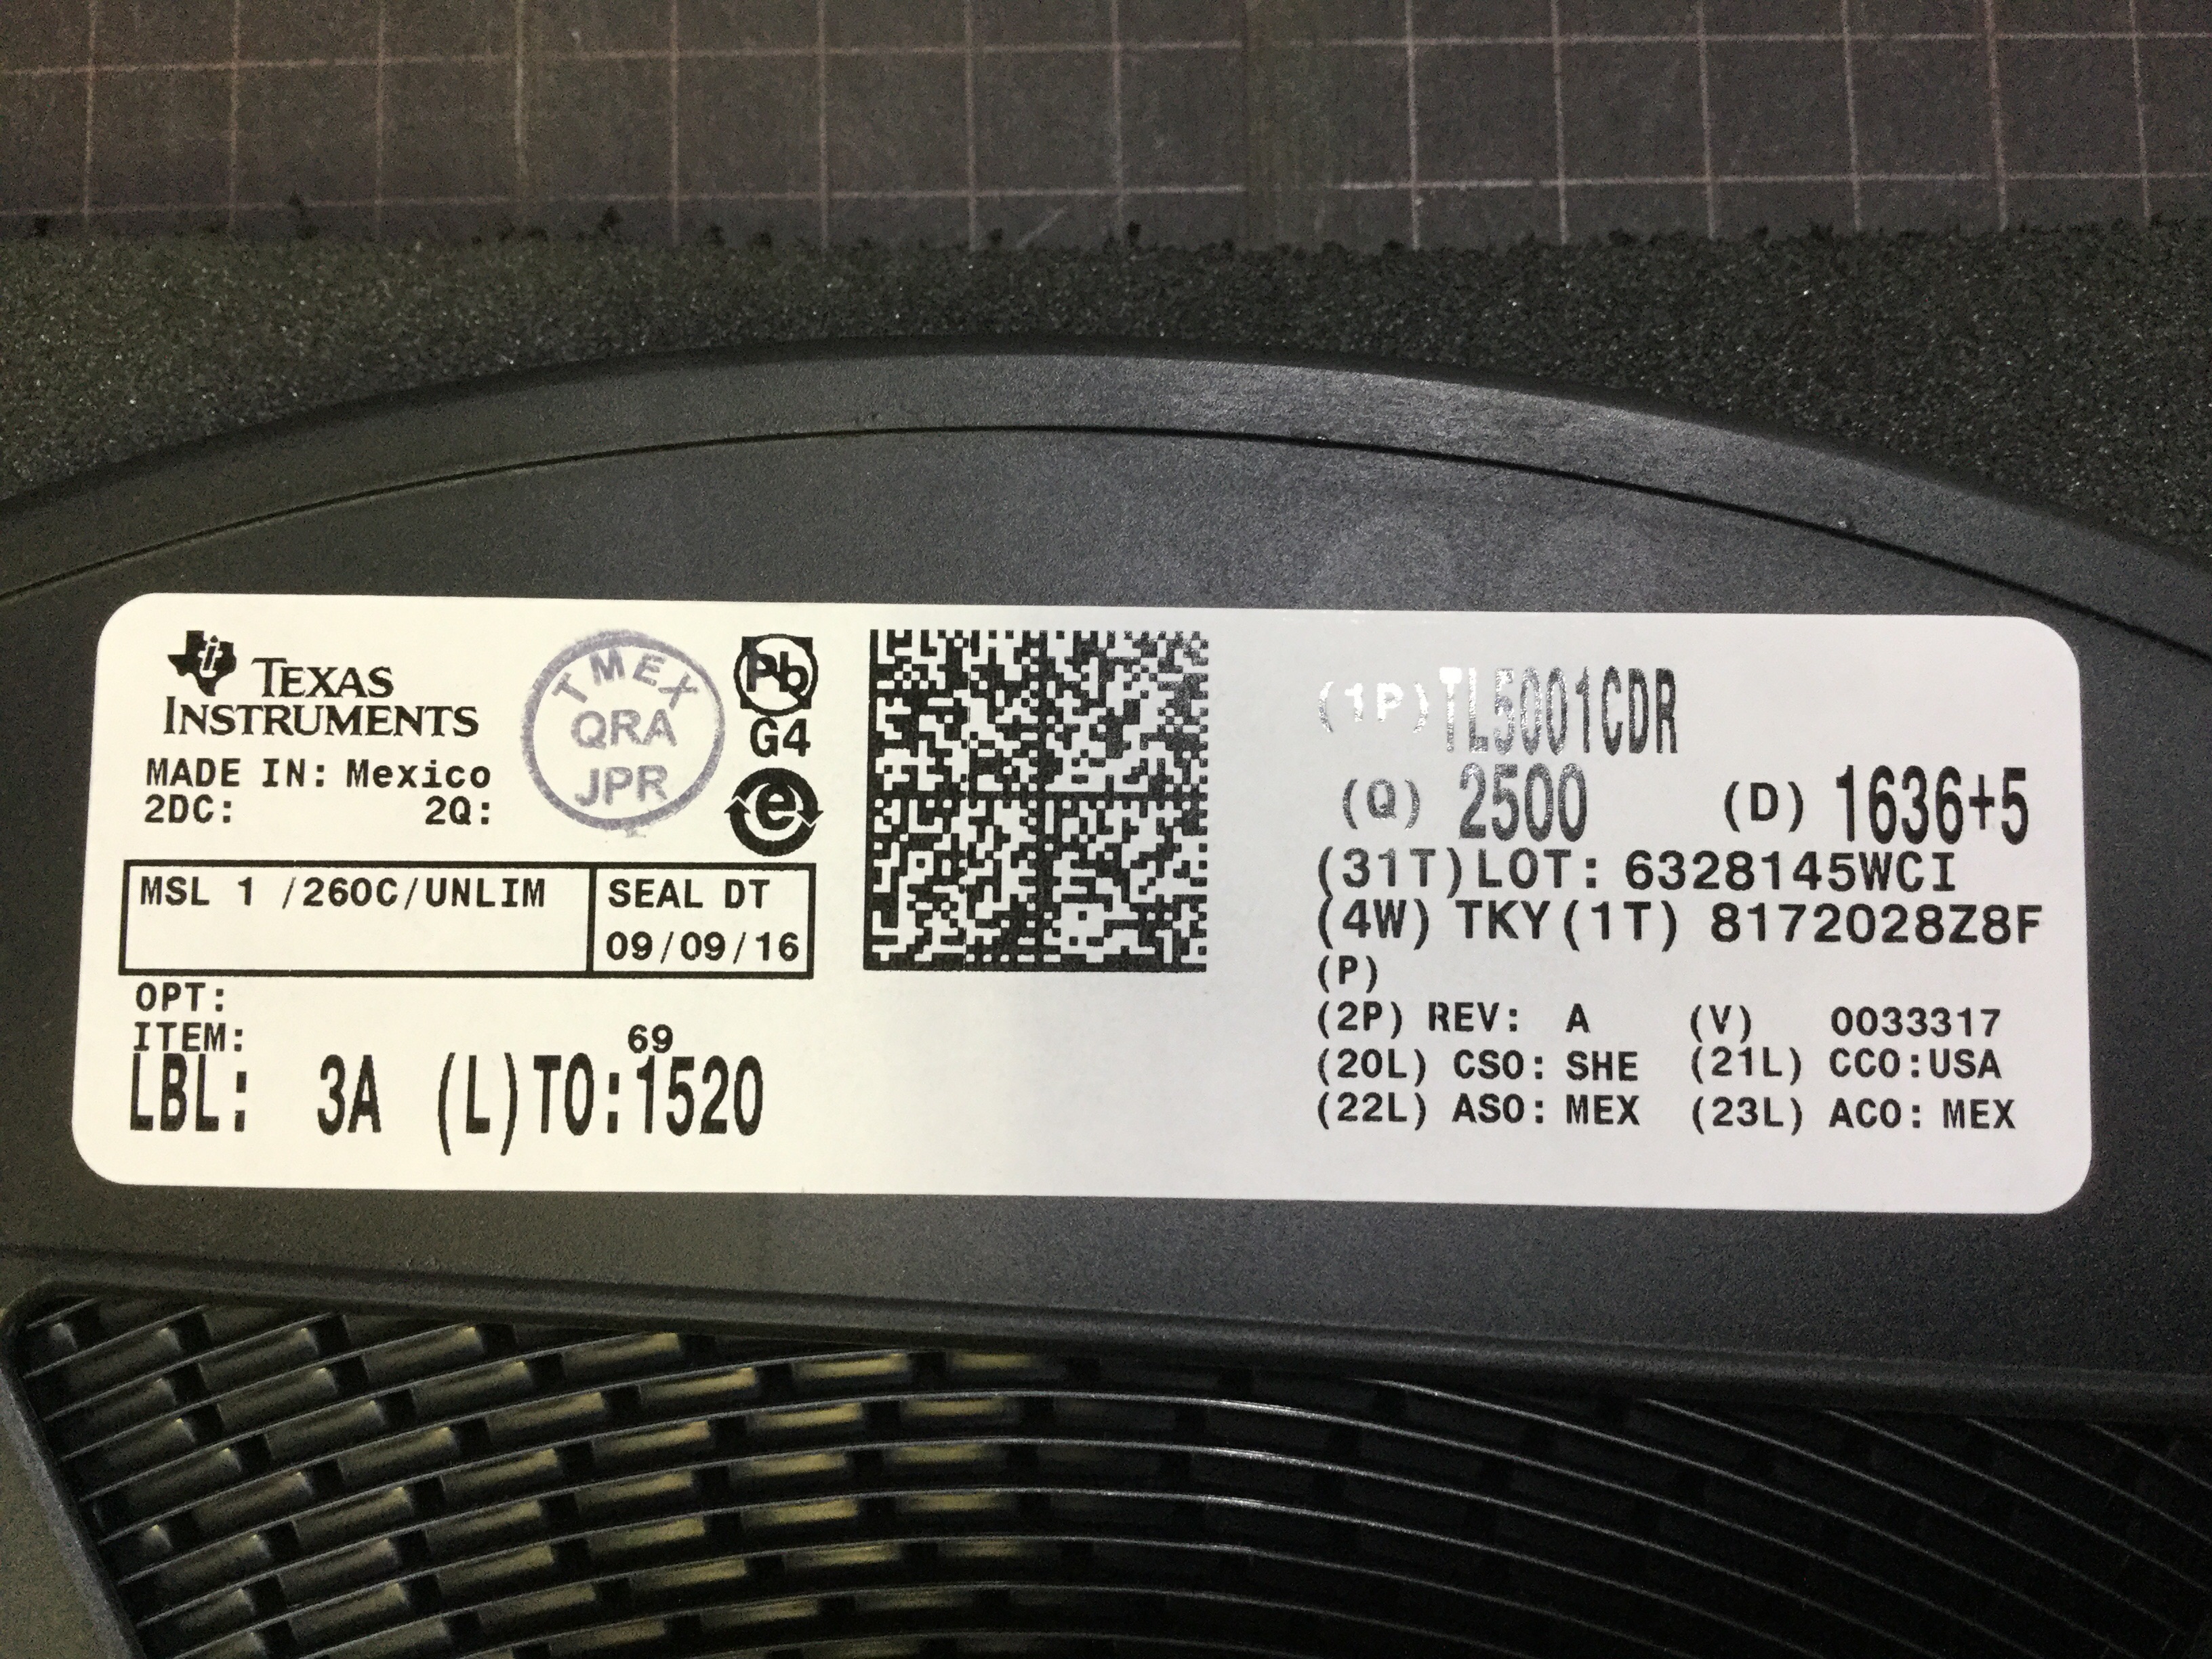 TEXAS
INSTRUMENTS
MADE IN: Mexico
2DC: 2Q:
TMEX
QRA
JPR
Pb
G4
e
MSL 1 /260C/UNLIM
SEAL DT
09/09/16
OPT:
ITEM:
69
LBL: 3A (L)TO:1520
(1P)TL5001CDR
(Q) 2500 (D) 1636+5
(31T)LOT: 6328145WCI
(4W) TKY(1T) 8172028Z8F
(P)
(2P) REV: A (V) 0033317
(20L) CSO: SHE (21L) CCO:USA
(22L) ASO: MEX (23L) ACO: MEX